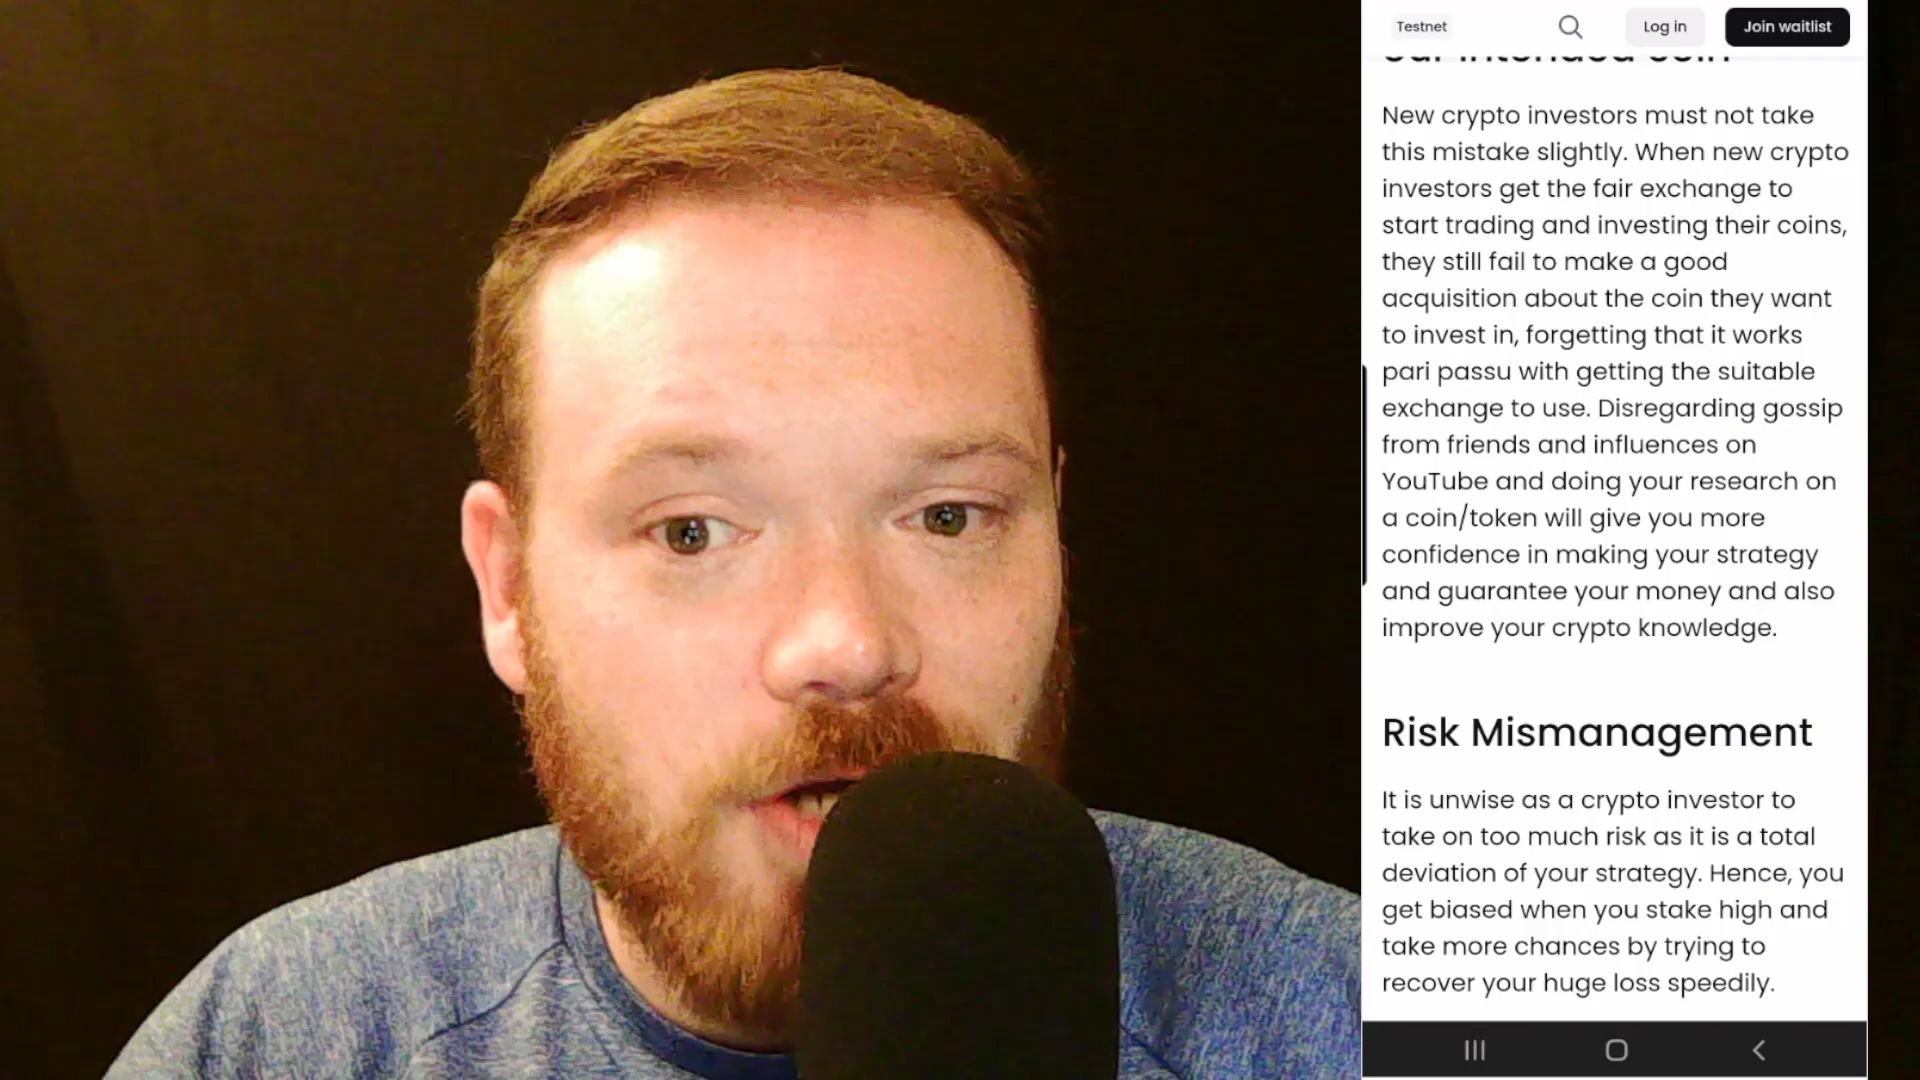 Testnet
Log in
Join waitlist
New crypto investors must not take
this mistake slightly. When new crypto
investors get the fair exchange to
start trading and investing their coins,
they still fail to make a good
acquisition about the coin they want
to invest in, forgetting that it works
pari passu with getting the suitable
exchange to use. Disregarding gossip
from friends and influences on
YouTube and doing your research on
a coin/token will give you more
confidence in making your strategy
and guarantee your money and also
improve your crypto knowledge.
Risk Mismanagement
It is unwise as a crypto investor to
take on too much risk as it is a total
deviation of your strategy. Hence, you
get biased when you stake high and
take more chances by trying to
recover your huge loss speedily.